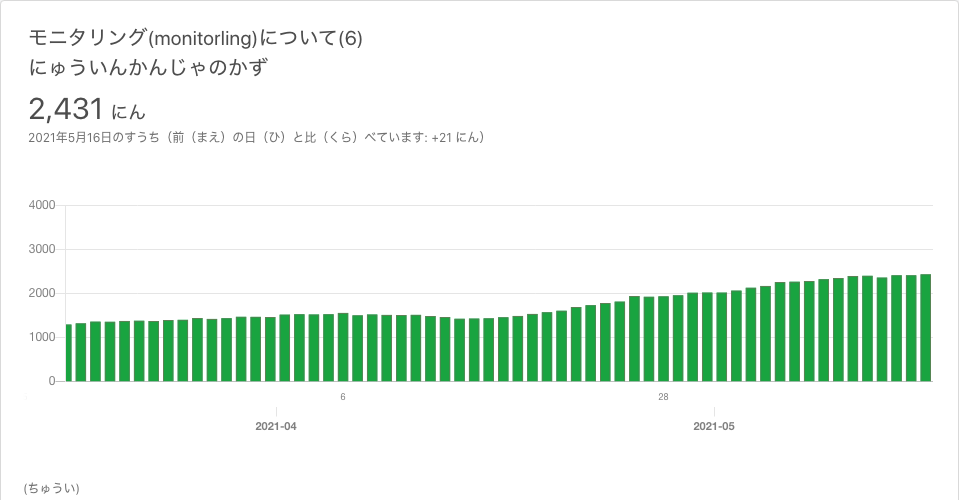 モニタリング(monitorling)について(6)
にゅういんかんじゃのかず
2,431 にん
2021年5月16日のすうち（前（まえ）の日（ひ）と比（くら）べています: +21 にん）
4000
3000
2000
1000
0
6
28
2021-04
2021-05
(ちゅうい)